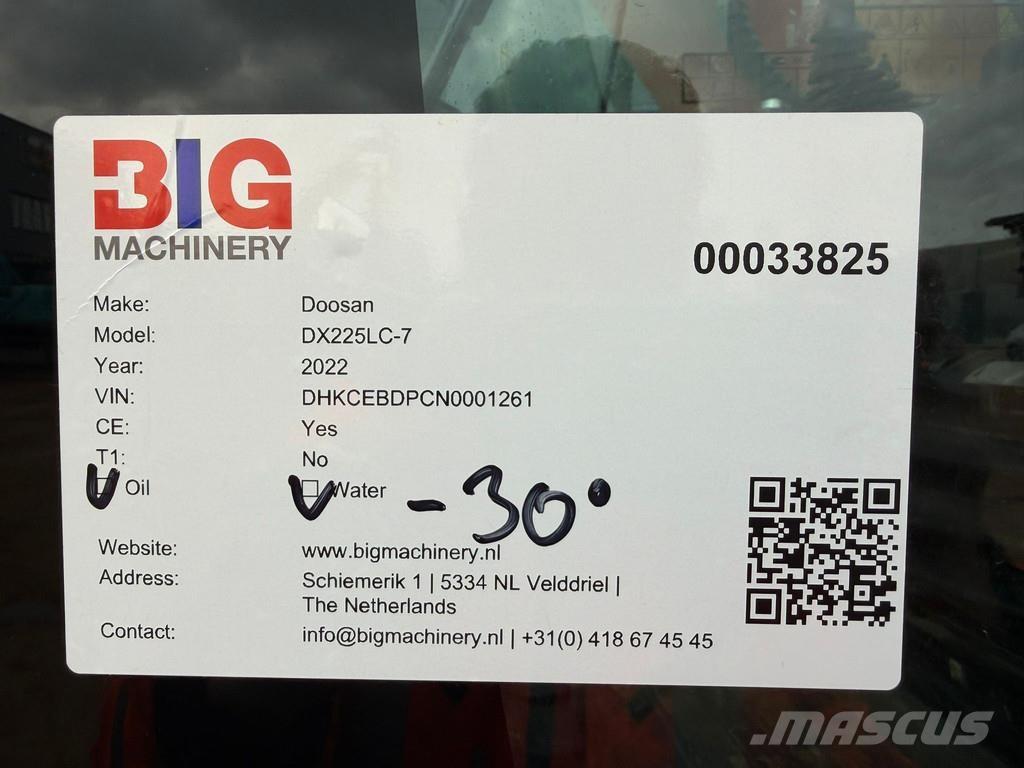 BIG
MACHINERY
00033825
Make: Doosan
Model: DX225LC-7
Year: 2022
VIN: DHKCEBDPCN0001261
CE: Yes
T1: No
Oil Water -30°
Website: www.bigmachinery.nl
Address: Schiemerik 1 | 5334 NL Velddriel |
The Netherlands
Contact: info@bigmachinery.nl | +31(0) 418 67 45 45
.MASCUS